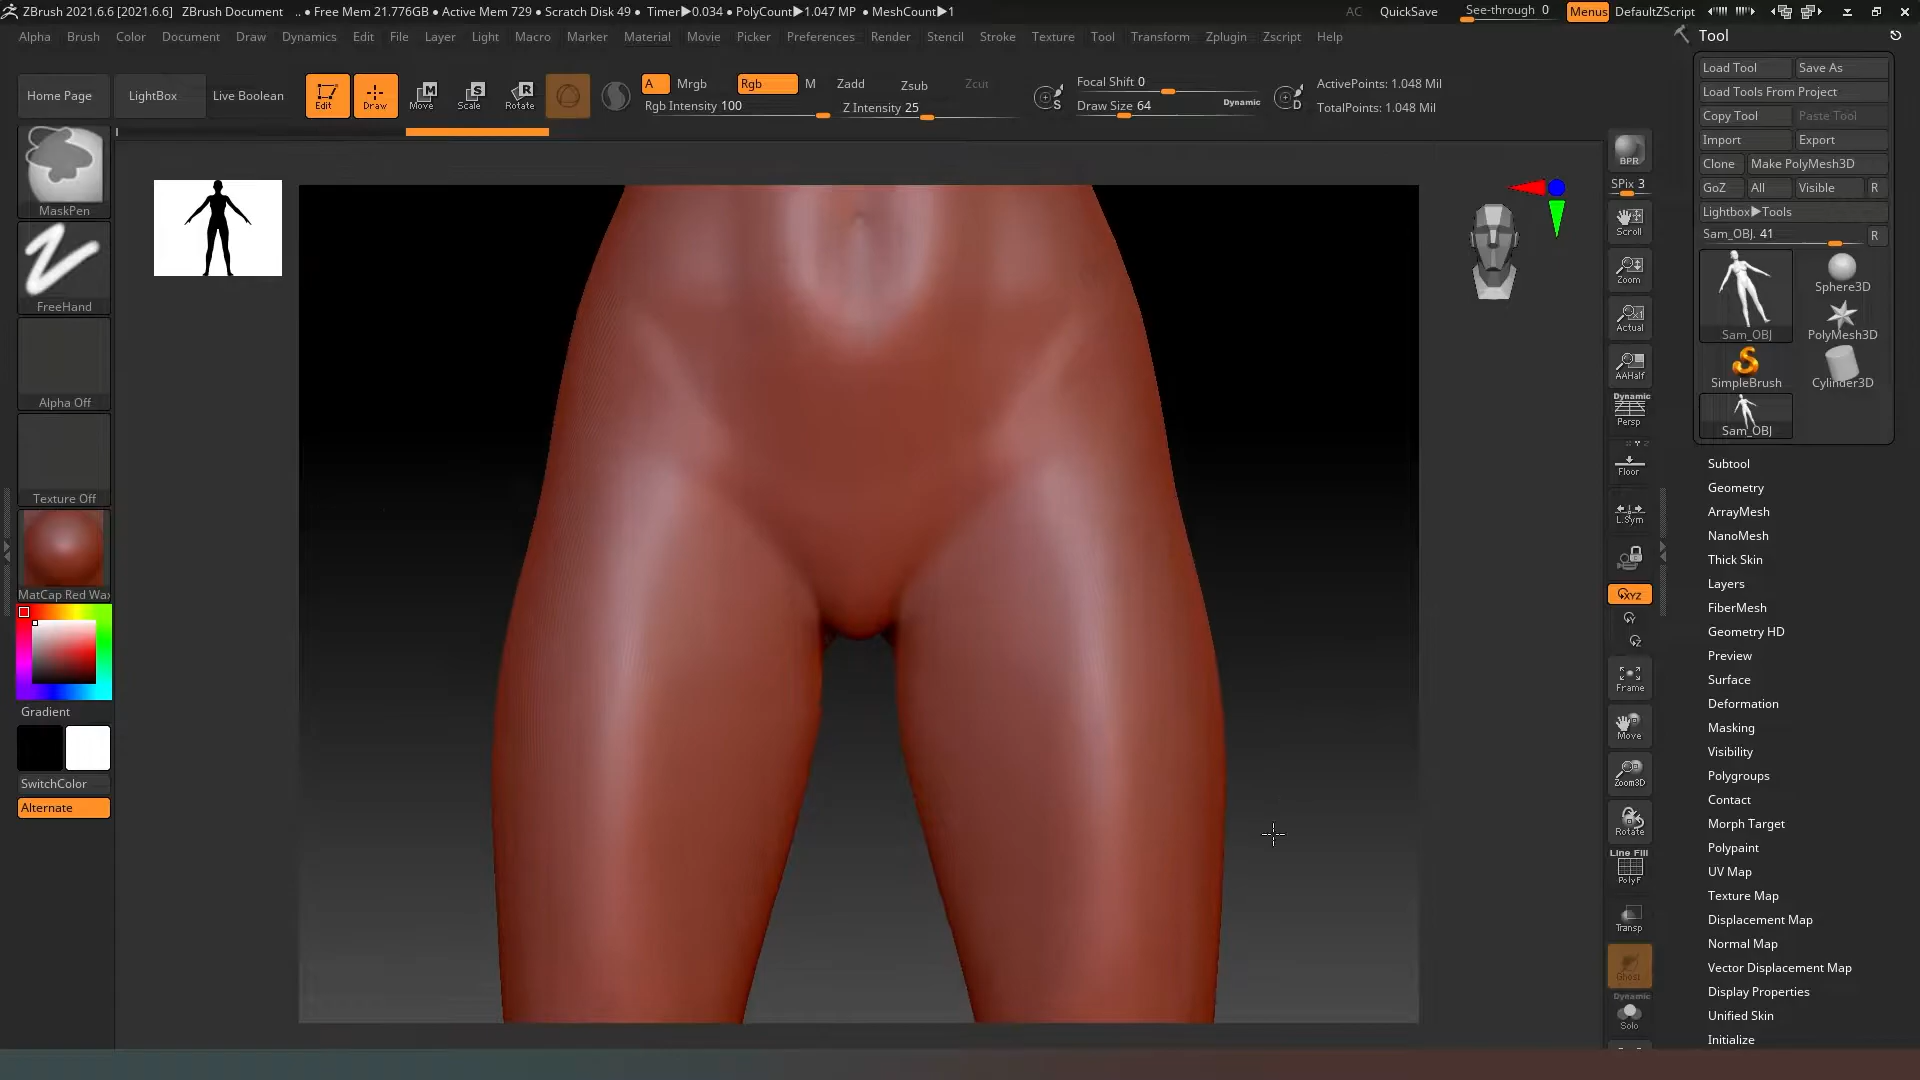 ZBrush 2021.6.6 [2021.6.6] ZBrush Document .. ● Free Mem 21.776GB ● Active Mem 729 ● Scratch Disk 49 ● Timer▶0.034 ● PolyCount▶1.047 MP ● MeshCount▶1 AC QuickSave See-through 0 Menus DefaultZScript
Alpha Brush Color Document Draw Dynamics Edit File Layer Light Macro Marker Material Movie Picker Preferences Render Stencil Stroke Texture Tool Transform Zplugin Zscript Help
Home Page LightBox Live Boolean Edit Draw Move Scale Rotate
M S R
A Mrgb Rgb M Zadd Zsub Zcut
Rgb Intensity 100 Z Intensity 25
S Focal Shift 0
Draw Size 64 Dynamic D
ActivePoints: 1.048 Mil
TotalPoints: 1.048 Mil
MaskPen
FreeHand
Alpha Off
Texture Off
MatCap Red Wax
Gradient
SwitchColor
Alternate
BPR
SPix 3
Scroll
Zoom
Actual
AAHalf
Dynamic
Persp
Floor
L.Sym
XYZ
Y
Z
Frame
Move
Zoom3D
Rotate
Line Fill
PolyF
Transp
Ghost
Dynamic
Solo
Tool
Load Tool Save As
Load Tools From Project
Copy Tool Paste Tool
Import Export
Clone Make PolyMesh3D
GoZ All Visible R
Lightbox▶Tools
Sam_OBJ. 41 R
Sam_OBJ Sphere3D
PolyMesh3D
SimpleBrush Cylinder3D
Sam_OBJ
Subtool
Geometry
ArrayMesh
NanoMesh
Thick Skin
Layers
FiberMesh
Geometry HD
Preview
Surface
Deformation
Masking
Visibility
Polygroups
Contact
Morph Target
Polypaint
UV Map
Texture Map
Displacement Map
Normal Map
Vector Displacement Map
Display Properties
Unified Skin
Initialize